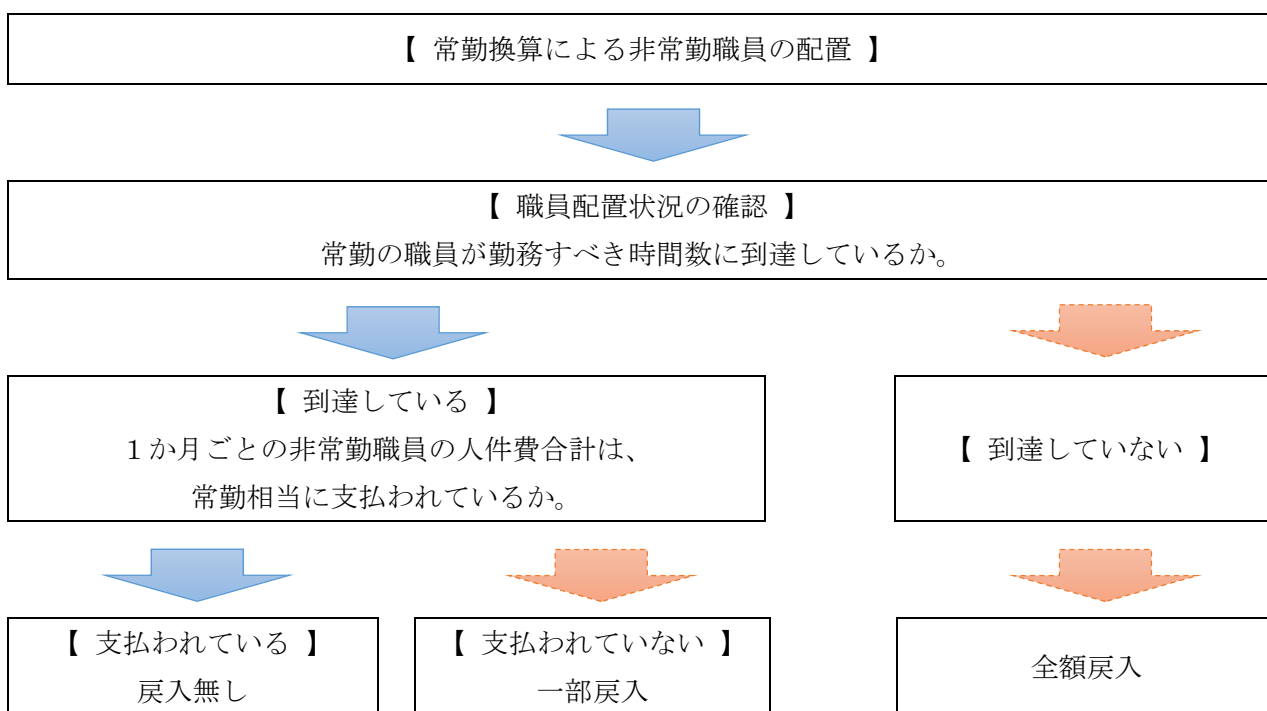 【 常勤換算による非常勤職員の配置 】
【 職員配置状況の確認 】
常勤の職員が勤務すべき時間数に到達しているか。
【 到達している 】
１か月ごとの非常勤職員の人件費合計は、
常勤相当に支払われているか。
【 到達していない 】
【 支払われている 】
戻入無し
【 支払われていない 】
一部戻入
全額戻入